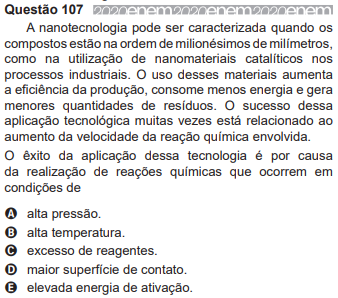 Questão 107 2020enem2020enem2020enem
A nanotecnologia pode ser caracterizada quando os
compostos estão na ordem de milionésimos de milímetros,
como na utilização de nanomateriais catalíticos nos
processos industriais. O uso desses materiais aumenta
a eficiência da produção, consome menos energia e gera
menores quantidades de resíduos. O sucesso dessa
aplicação tecnológica muitas vezes está relacionado ao
aumento da velocidade da reação química envolvida.
O êxito da aplicação dessa tecnologia é por causa
da realização de reações químicas que ocorrem em
condições de
A alta pressão.
B alta temperatura.
C excesso de reagentes.
D maior superfície de contato.
E elevada energia de ativação.